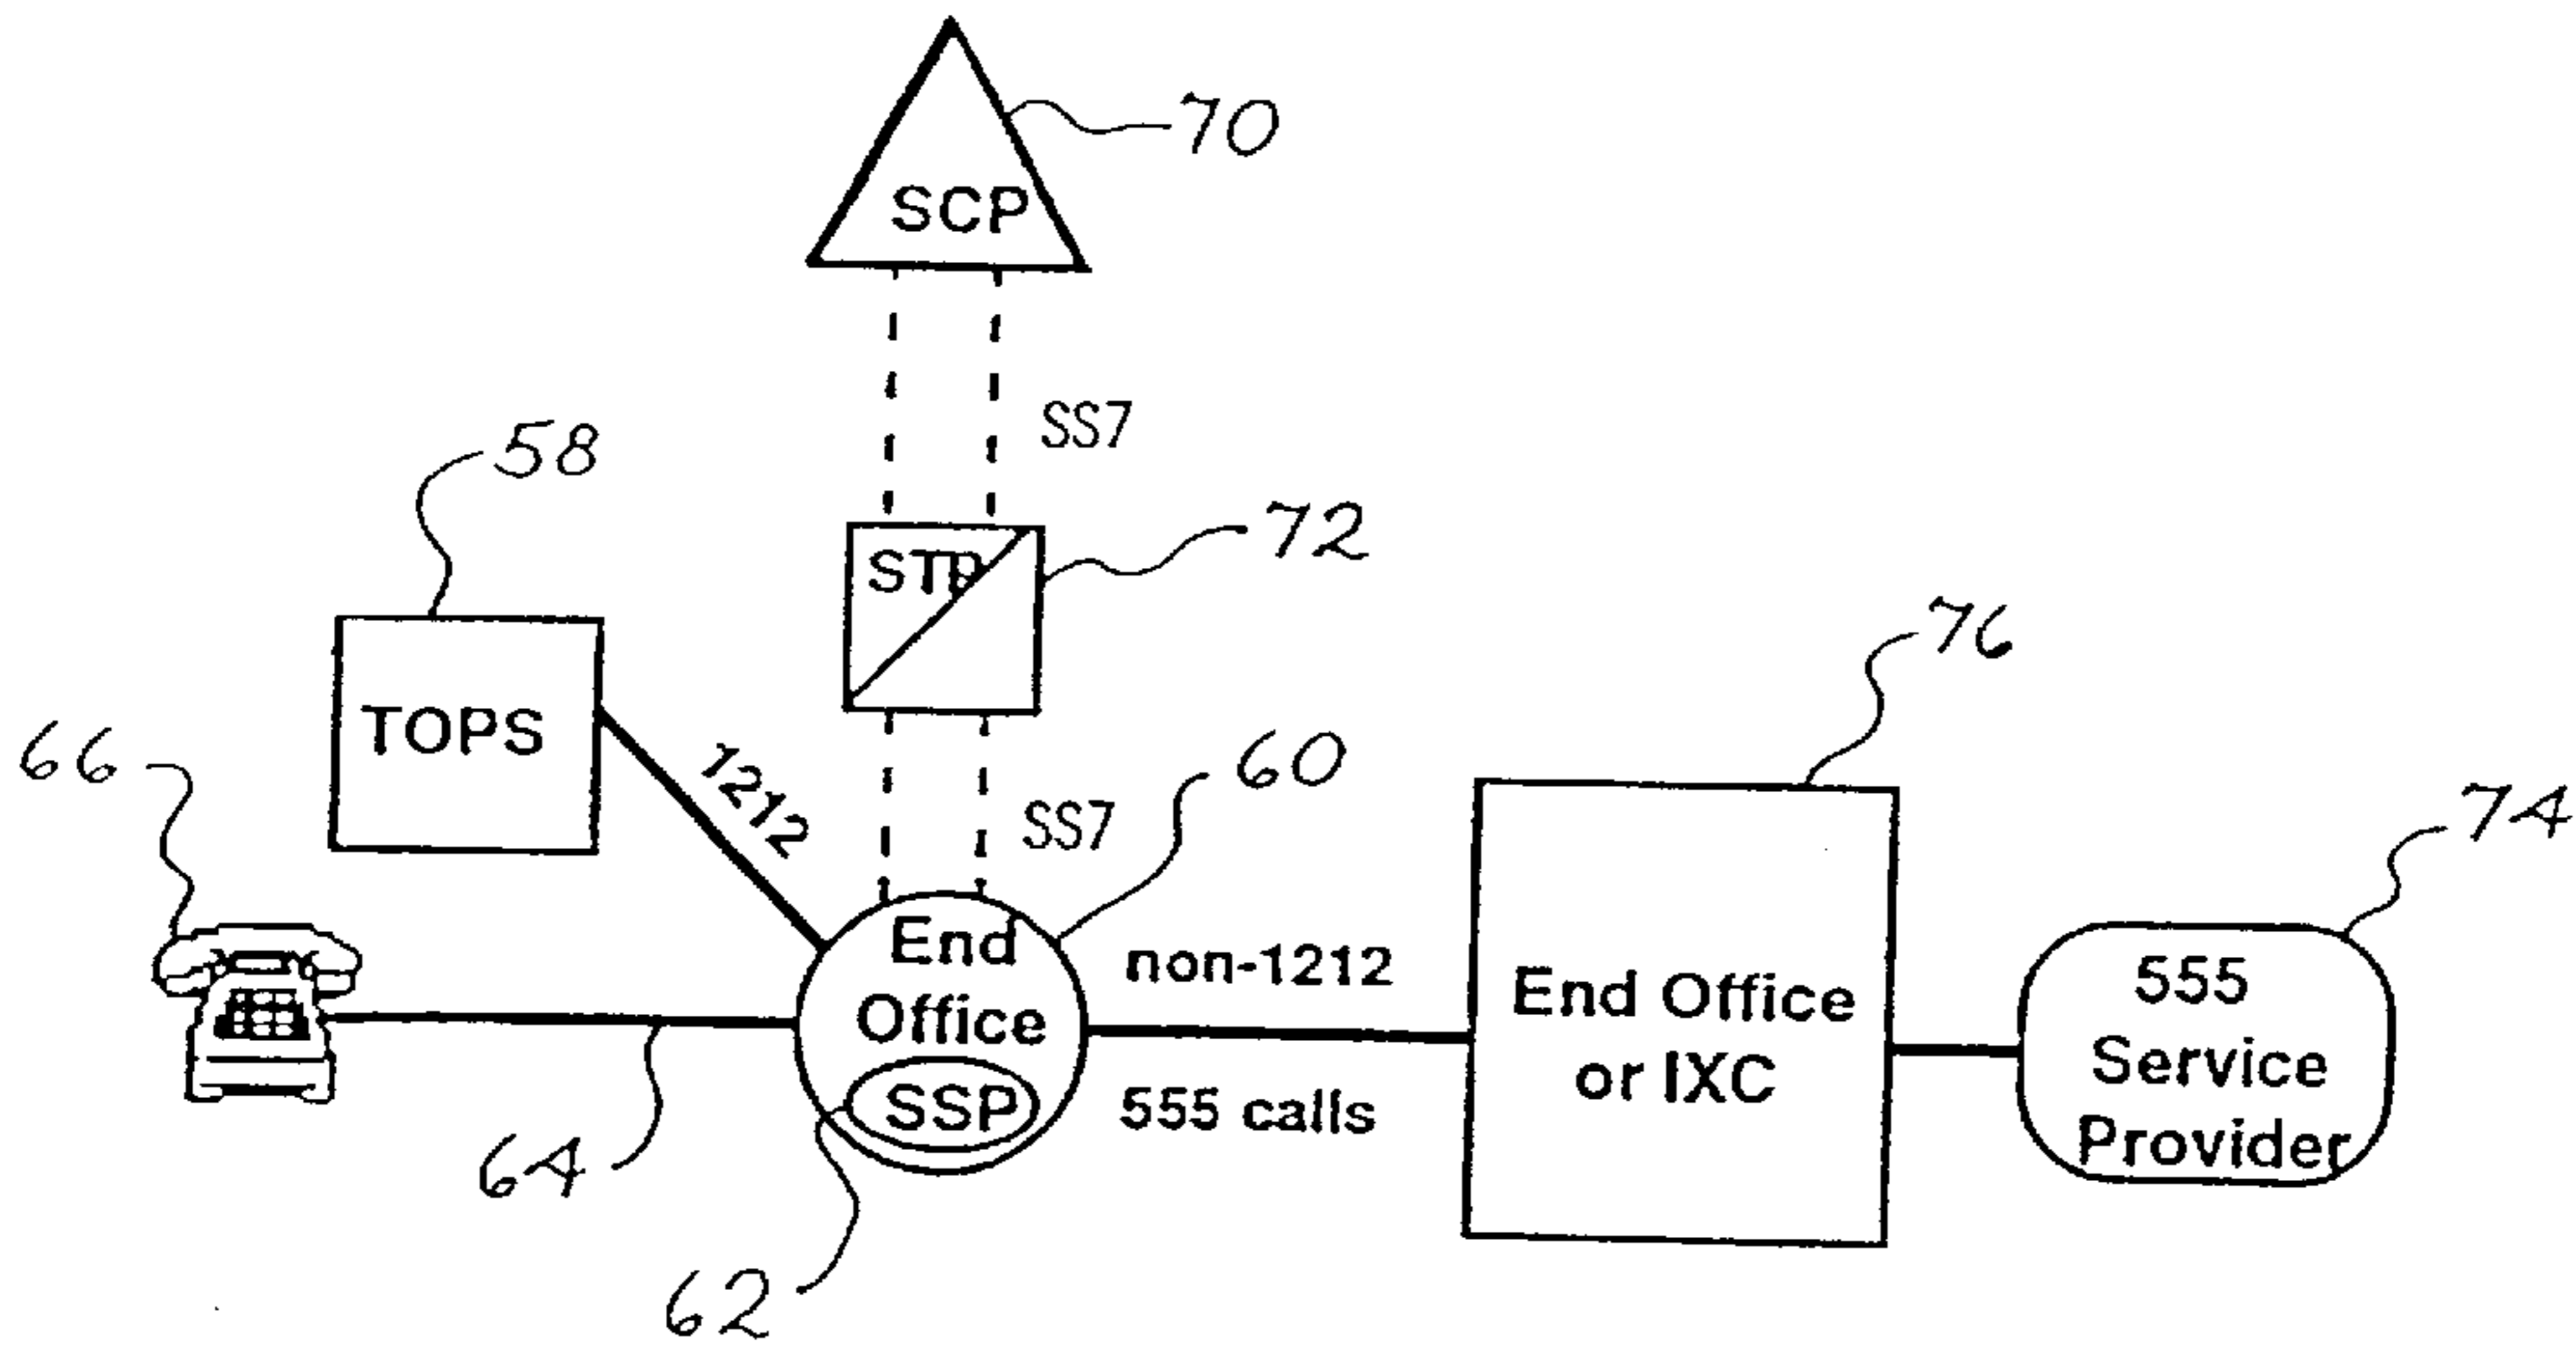 70
SCP
SS7
58
72
STP
76
TOPS
66
1212
60
SS7
74
End
Office
SSP
non-1212
555 calls
End Office
or IXC
555
Service
Provider
64
62